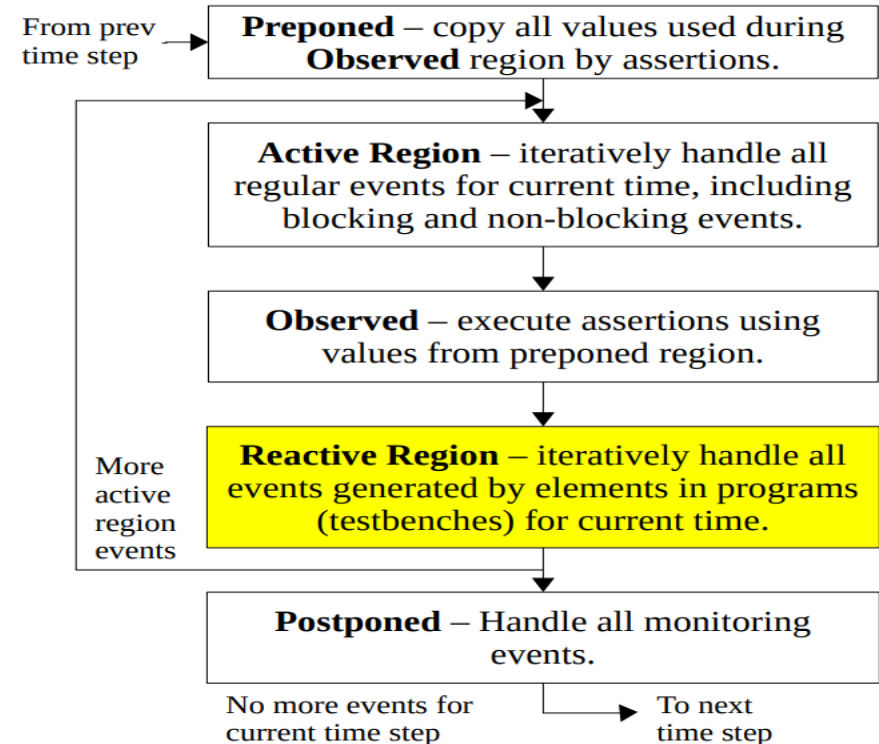 From prev
time step
Preponed – copy all values used during
Observed region by assertions.
Active Region – iteratively handle all
regular events for current time, including
blocking and non-blocking events.
Observed – execute assertions using
values from preponed region.
Reactive Region – iteratively handle all
events generated by elements in programs
(testbenches) for current time.
More
active
region
events
Postponed – Handle all monitoring
events.
No more events for
current time step
To next
time step